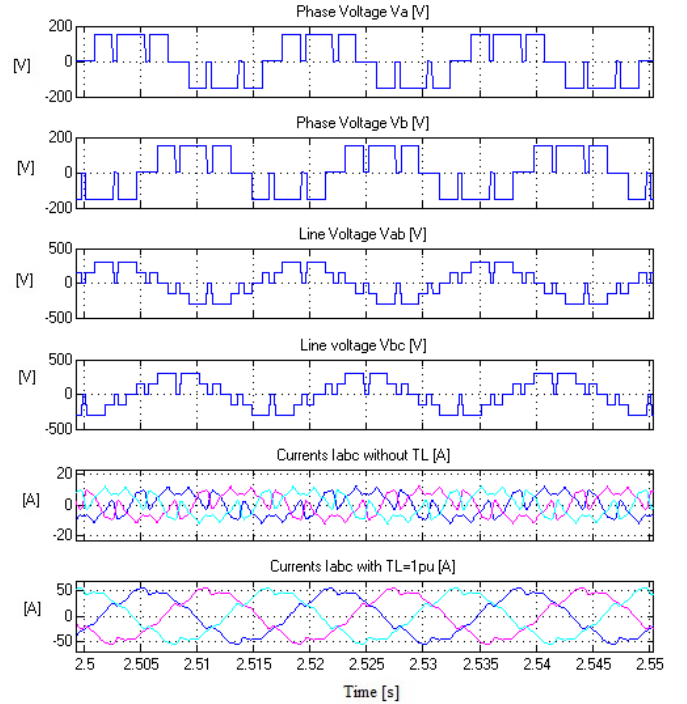 Phase Voltage Va [V]
200
[V]
0
-200
Phase Voltage Vb [V]
200
[V]
0
-200
Line Voltage Vab [V]
500
[V]
0
-500
Line voltage Vbc [V]
500
[V]
0
-500
Currents Iabc without TL [A]
20
[A]
0
-20
Currents Iabc with TL=1pu [A]
50
[A]
0
-50
2.5 2.505 2.51 2.515 2.52 2.525 2.53 2.535 2.54 2.545 2.55
Time [s]